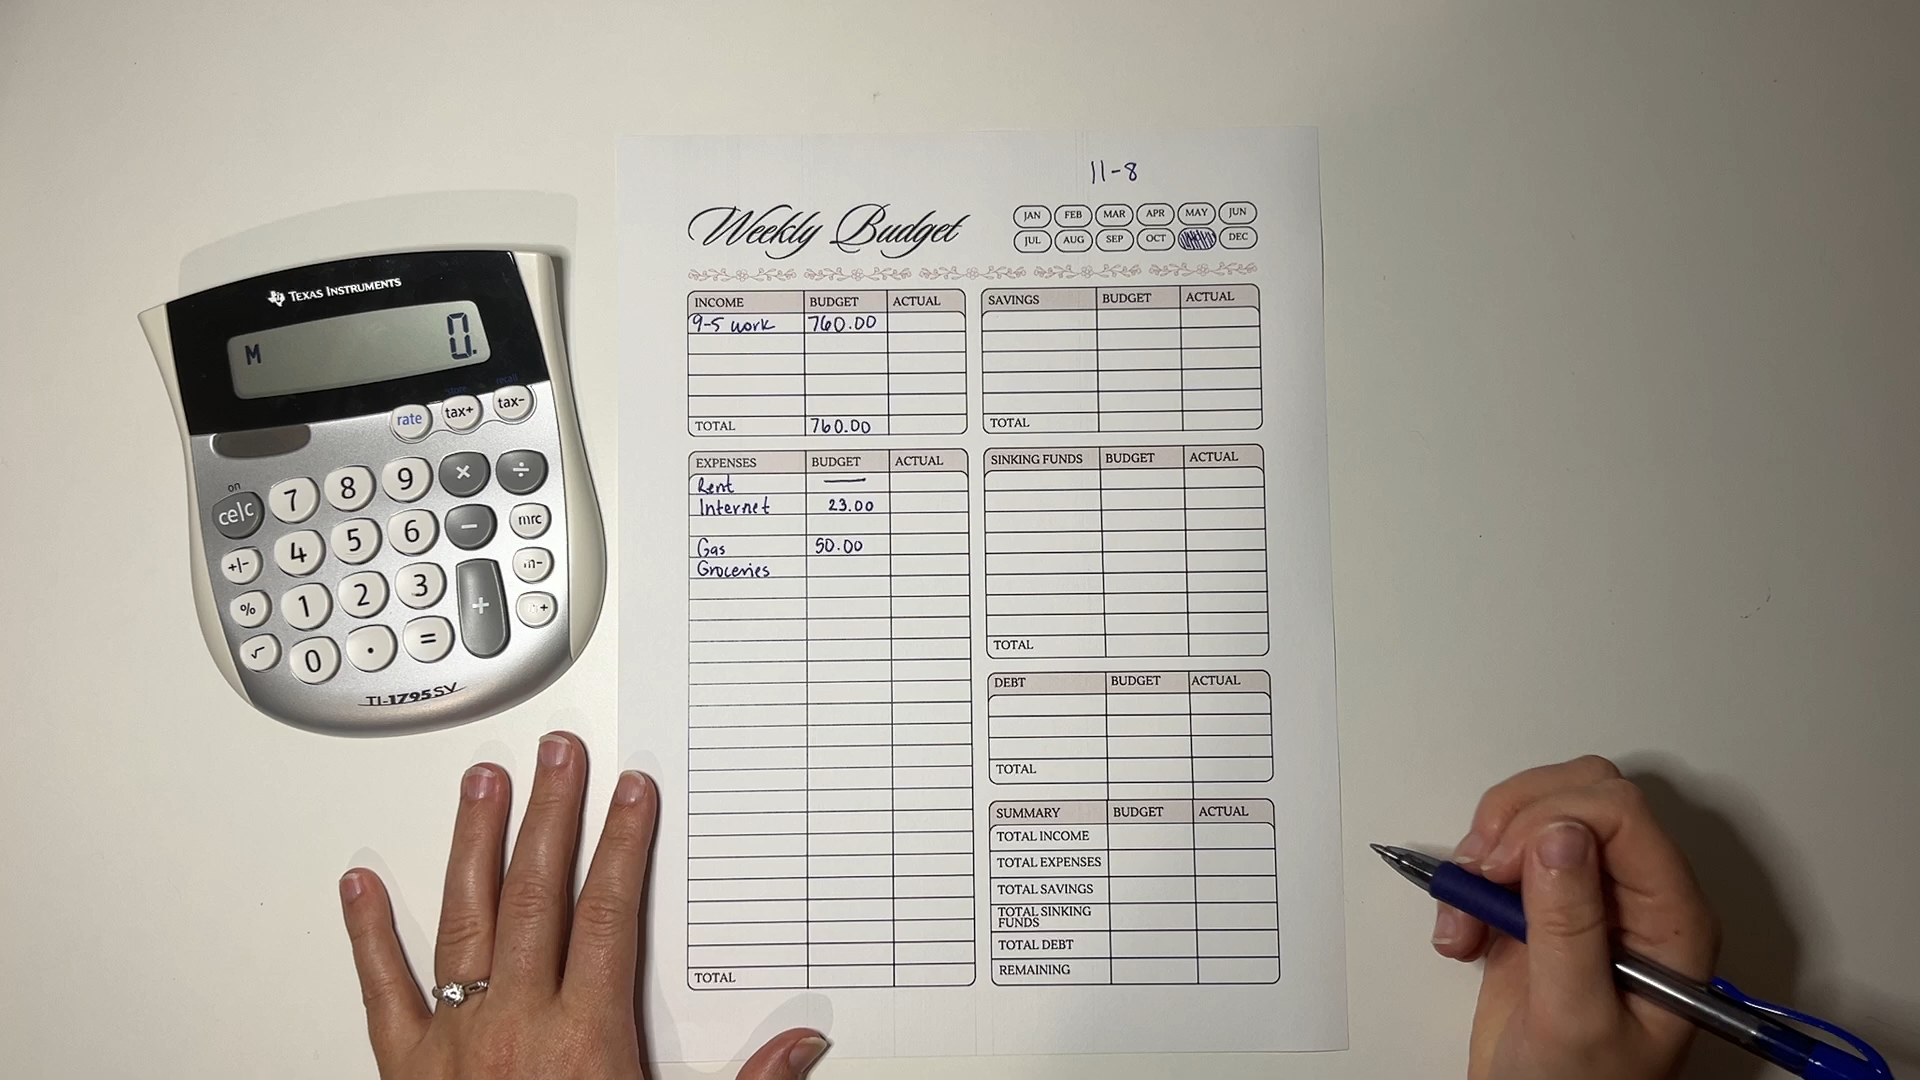 11-8
Weekly Budget
JAN FEB MAR APR MAY JUN
JUL AUG SEP OCT DEC
INCOME BUDGET ACTUAL
9-5 work 760.00
TOTAL 760.00
EXPENSES BUDGET ACTUAL
Rent —
Internet 23.00
Gas 50.00
Groceries
TOTAL
SAVINGS BUDGET ACTUAL
TOTAL
SINKING FUNDS BUDGET ACTUAL
TOTAL
DEBT BUDGET ACTUAL
TOTAL
SUMMARY BUDGET ACTUAL
TOTAL INCOME
TOTAL EXPENSES
TOTAL SAVINGS
TOTAL SINKING
FUNDS
TOTAL DEBT
REMAINING
TEXAS INSTRUMENTS
M 0.
store recall
rate tax+ tax-
on
ce/c 7 8 9 × ÷
+|- 4 5 6 − mrc
% 1 2 3 + m-
√ 0 . =
TI-1795 SV